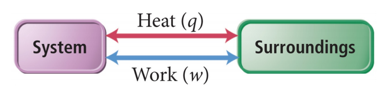 Heat (q)
System
Surroundings
Work (w)